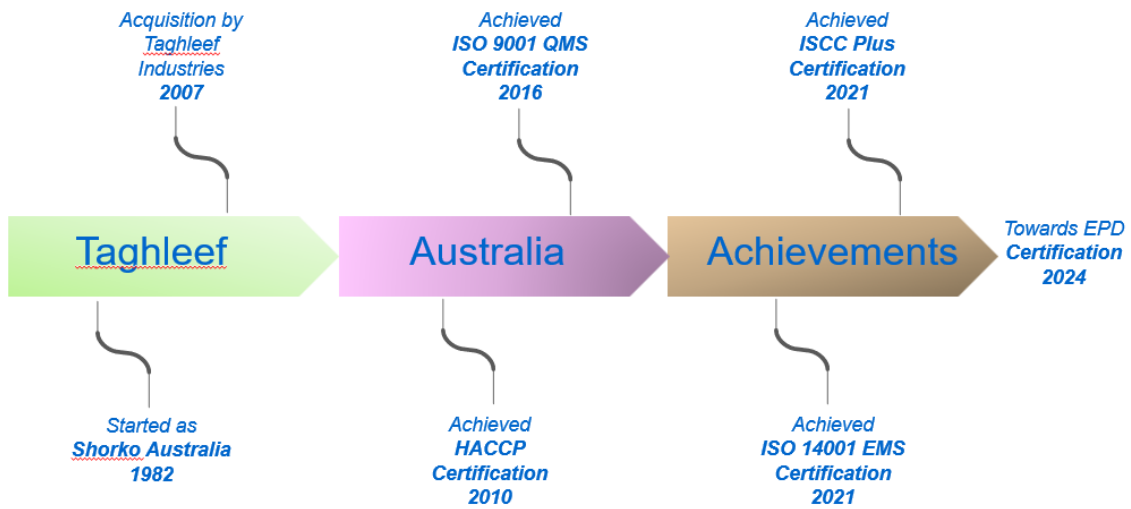 Acquisition by
Taghleef
Industries
2007
Achieved
ISO 9001 QMS
Certification
2016
Achieved
ISCC Plus
Certification
2021
Taghleef
Australia
Achievements
Towards EPD
Certification
2024
Started as
Shorko Australia
1982
Achieved
HACCP
Certification
2010
Achieved
ISO 14001 EMS
Certification
2021